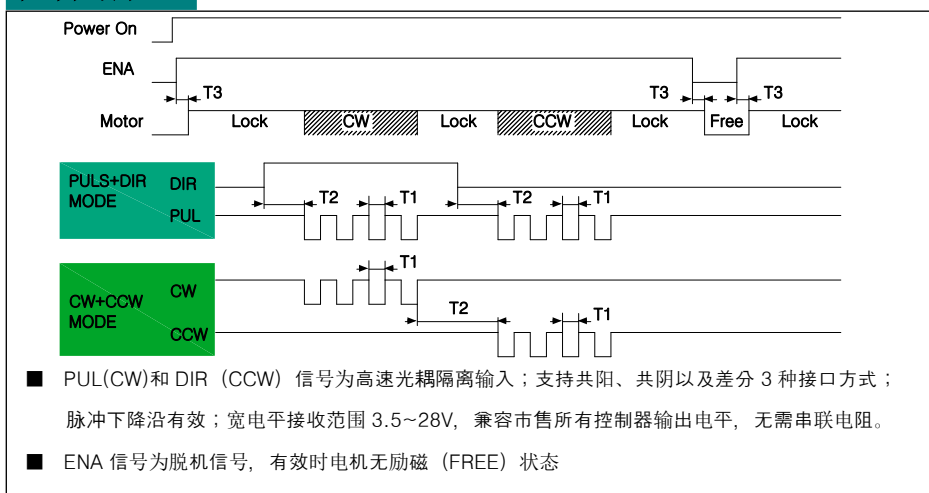 Power On
ENA
T3
T3
T3
Motor
Lock
CW
Lock
CCW
Lock
Free
Lock
PULS+DIR
MODE
DIR
PUL
T2
T1
T2
T1
CW+CCW
MODE
CW
CCW
T1
T2
T1
■ PUL(CW)和 DIR（CCW）信号为高速光耦隔离输入；支持共阳、共阴以及差分 3 种接口方式；
脉冲下降沿有效；宽电平接收范围 3.5~28V，兼容市售所有控制器输出电平，无需串联电阻。
■ ENA 信号为脱机信号，有效时电机无励磁（FREE）状态